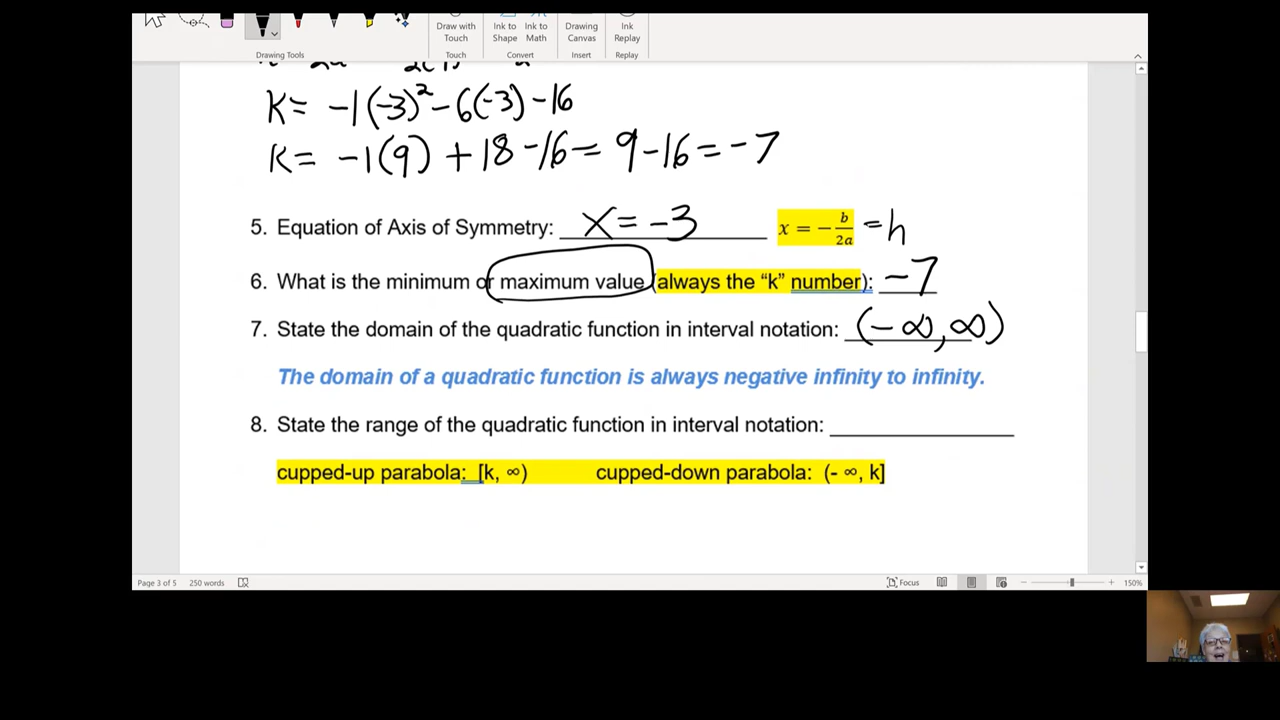 Draw with Touch
Ink to Shape
Ink to Math
Drawing Canvas
Ink Replay
Drawing Tools
Touch
Convert
Insert
Replay
K= -1(-3)² -6(-3) -16
K= -1(9) +18 -16= 9-16= -7
5. Equation of Axis of Symmetry: x= -3 x = - b/2a =h
6. What is the minimum or maximum value (always the “k” number): -7
7. State the domain of the quadratic function in interval notation: (-∞,∞)
The domain of a quadratic function is always negative infinity to infinity.
8. State the range of the quadratic function in interval notation: ____
cupped-up parabola: [k, ∞) cupped-down parabola: (- ∞, k]
Page 3 of 5 250 words Focus 150%